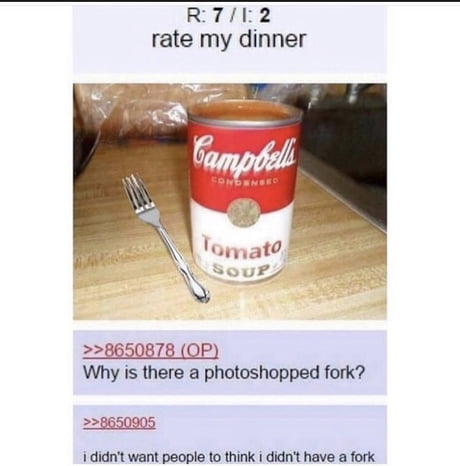 R: 7 / I: 2
rate my dinner
Campbell's
CONDENSED
Tomato
SOUP
>>8650878 (OP)
Why is there a photoshopped fork?
>>8650905
i didn't want people to think i didn't have a fork